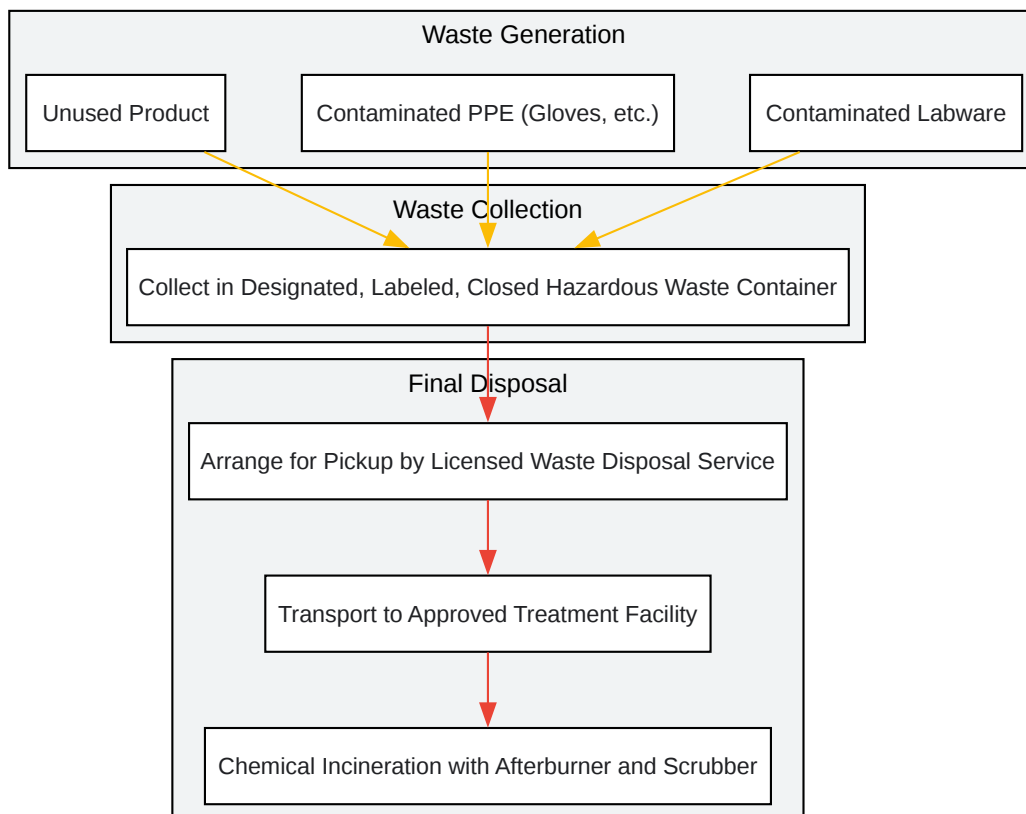 Waste Generation
Unused Product
Contaminated PPE (Gloves, etc.)
Contaminated Labware
Waste Collection
Collect in Designated, Labeled, Closed Hazardous Waste Container
Final Disposal
Arrange for Pickup by Licensed Waste Disposal Service
Transport to Approved Treatment Facility
Chemical Incineration with Afterburner and Scrubber